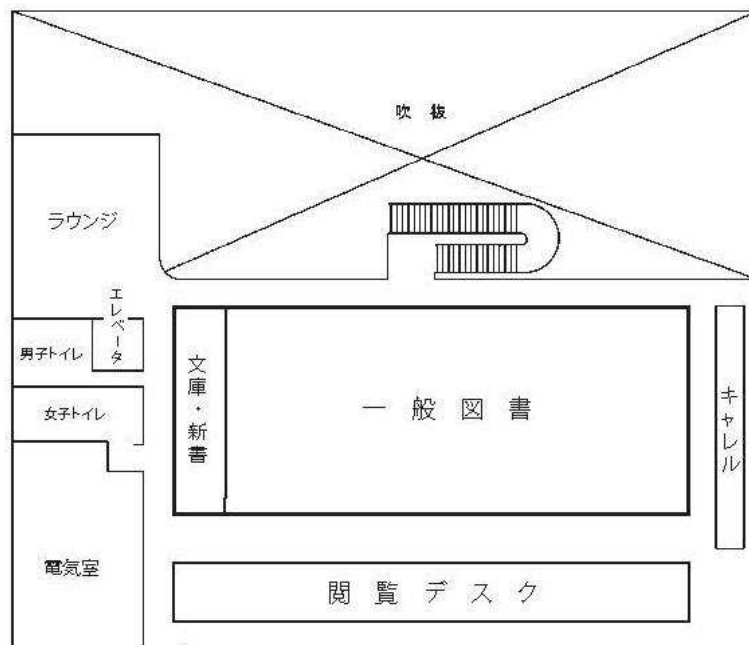 吹 抜
ラウンジ
エレベータ
男子トイレ
女子トイレ
文庫・新書
一 般 図 書
キャレル
電気室
閲 覧 デ ス ク